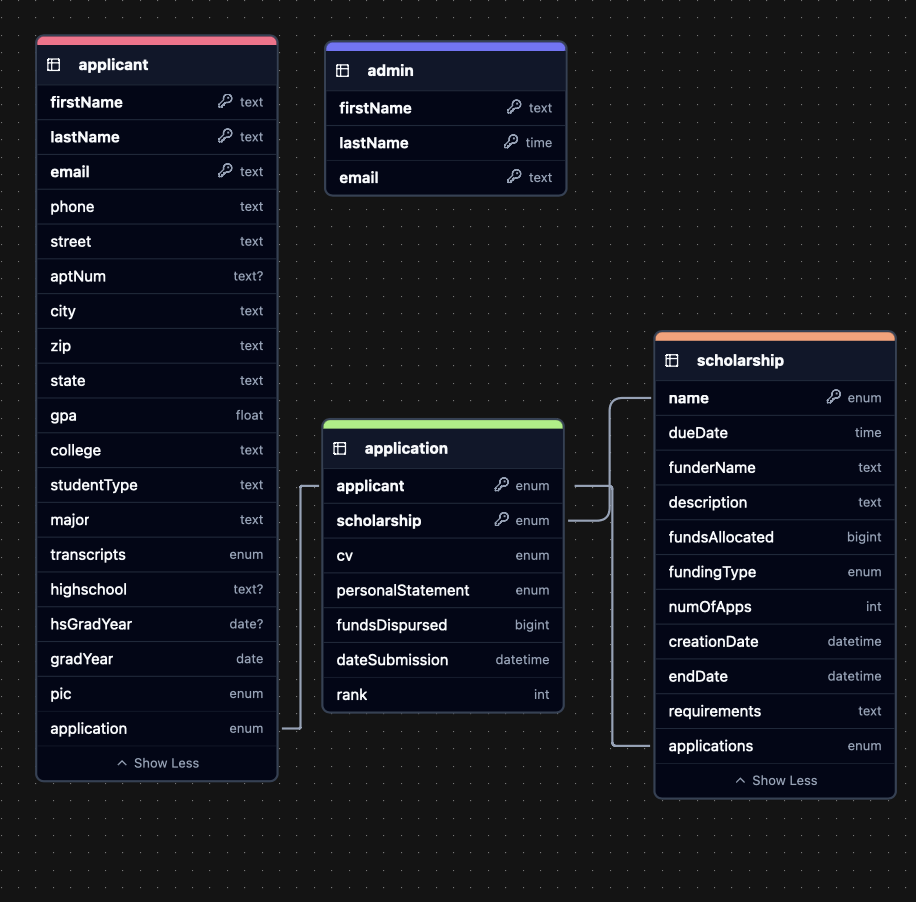 applicant
firstName text
lastName text
email text
phone text
street text
aptNum text?
city text
zip text
state text
gpa float
college text
studentType text
major text
transcripts enum
highschool text?
hsGradYear date?
gradYear date
pic enum
application enum
Show Less
admin
firstName text
lastName time
email text
application
applicant enum
scholarship enum
cv enum
personalStatement enum
fundsDispursed bigint
dateSubmission datetime
rank int
scholarship
name enum
dueDate time
funderName text
description text
fundsAllocated bigint
fundingType enum
numOfApps int
creationDate datetime
endDate datetime
requirements text
applications enum
Show Less